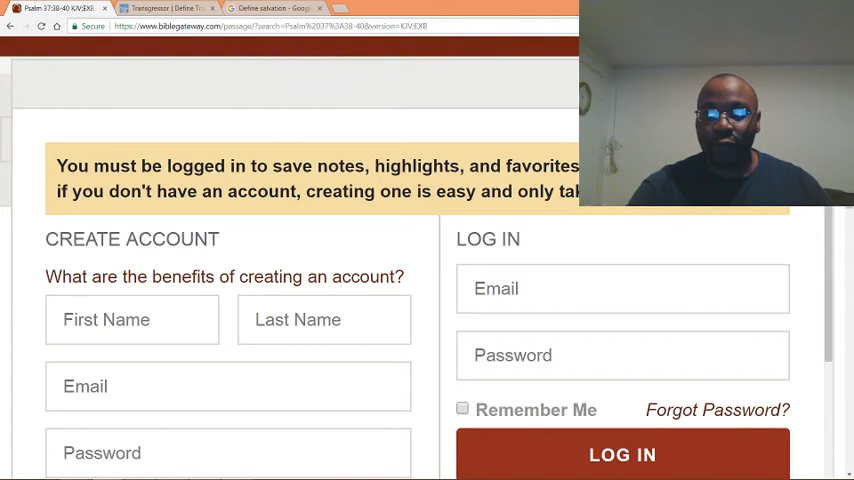 Psalm 37:38-40 KJV;EXB
Transgressor | Define Tra
Define salvation - Goog
Secure
https://www.biblegateway.com/passage/?search=Psalm%2037%3A38-40&version=KJV;EXB
You must be logged in to save notes, highlights, and favorites
if you don't have an account, creating one is easy and only
CREATE ACCOUNT
What are the benefits of creating an account?
First Name
Last Name
Email
Password
LOG IN
Email
Password
Remember Me
Forgot Password?
LOG IN